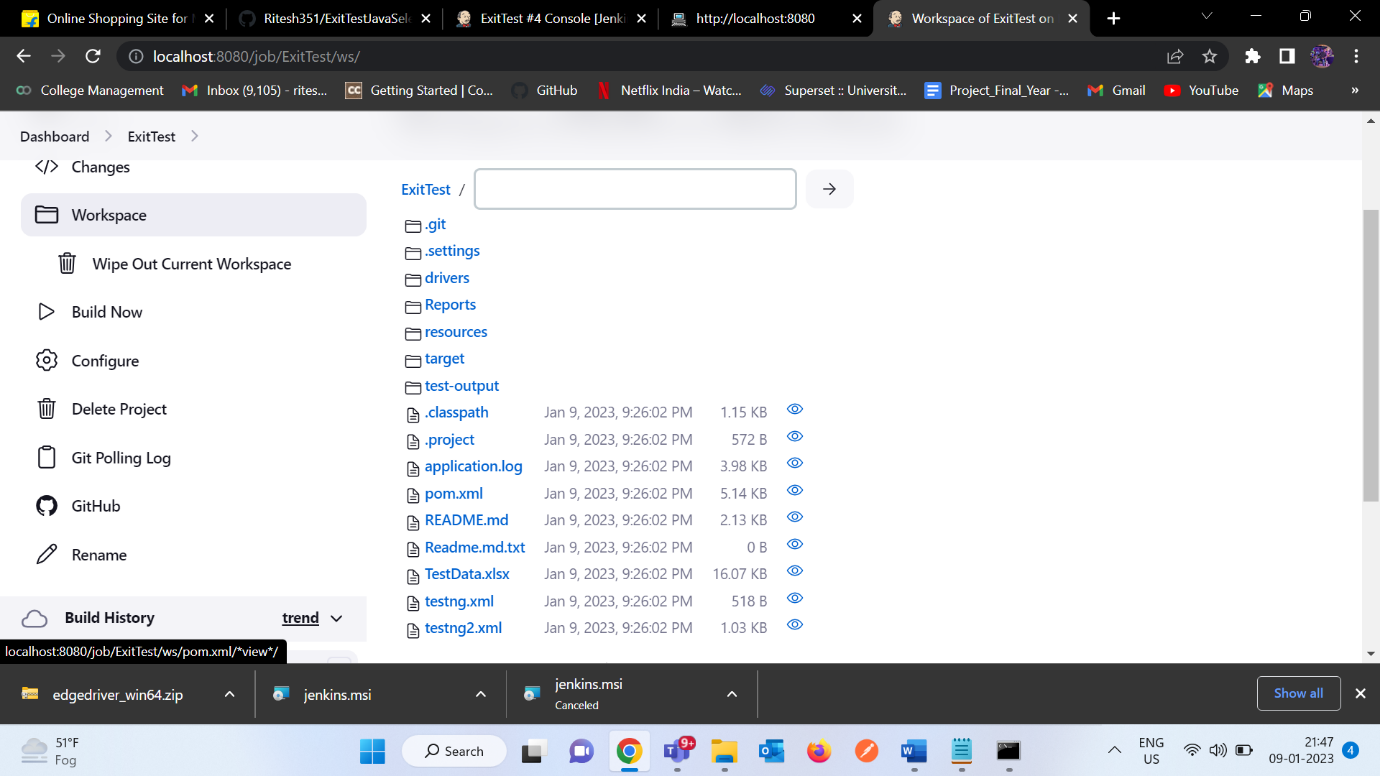 Online Shopping Site for
Ritesh351/ExitTestJavaSele
ExitTest #4 Console [Jenki
http://localhost:8080
Workspace of ExitTest on
localhost:8080/job/ExitTest/ws/
College Management
Inbox (9,105) - rites...
CC
Getting Started | Co...
GitHub
Netflix India – Watc...
Superset :: Universit...
Project_Final_Year -...
Gmail
YouTube
Maps
»
Dashboard
ExitTest
Changes
ExitTest /
Workspace
.git
.settings
Wipe Out Current Workspace
drivers
Reports
Build Now
resources
target
Configure
test-output
Delete Project
.classpath Jan 9, 2023, 9:26:02 PM 1.15 KB
.project Jan 9, 2023, 9:26:02 PM 572 B
Git Polling Log
application.log Jan 9, 2023, 9:26:02 PM 3.98 KB
pom.xml Jan 9, 2023, 9:26:02 PM 5.14 KB
GitHub
README.md Jan 9, 2023, 9:26:02 PM 2.13 KB
Readme.md.txt Jan 9, 2023, 9:26:02 PM 0 B
Rename
TestData.xlsx Jan 9, 2023, 9:26:02 PM 16.07 KB
testng.xml Jan 9, 2023, 9:26:02 PM 518 B
Build History trend
testng2.xml Jan 9, 2023, 9:26:02 PM 1.03 KB
localhost:8080/job/ExitTest/ws/pom.xml/*view*/
edgedriver_win64.zip
jenkins.msi
jenkins.msi
Canceled
Show all
51°F
Fog
Search
9+
ENG
US
21:47
09-01-2023
4